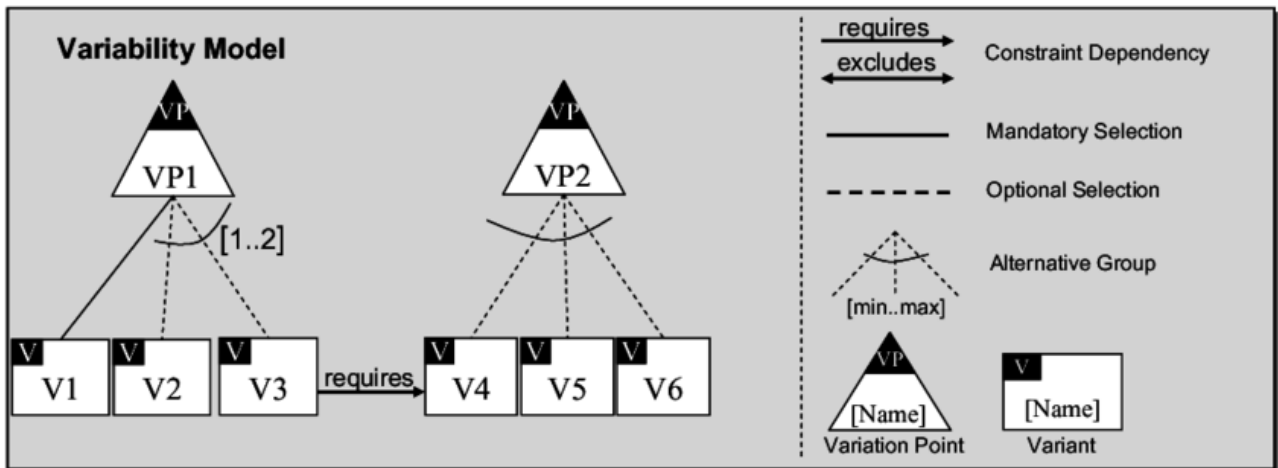 Variability Model
VP
VP1
[1..2]
VP
VP2
V
V1
V
V2
V
V3
requires
V
V4
V
V5
V
V6
requires
excludes
Constraint Dependency
Mandatory Selection
Optional Selection
Alternative Group
[min..max]
VP
[Name]
Variation Point
V
[Name]
Variant